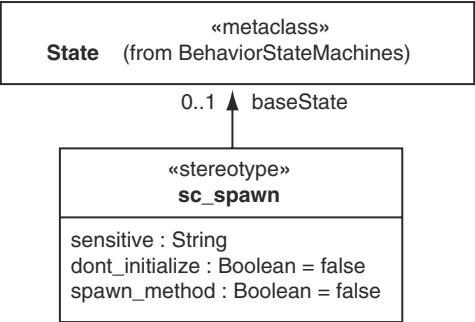 «metaclass»
State (from BehaviorStateMachines)
0..1 baseState
«stereotype»
sc_spawn
sensitive : String
dont_initialize : Boolean = false
spawn_method : Boolean = false